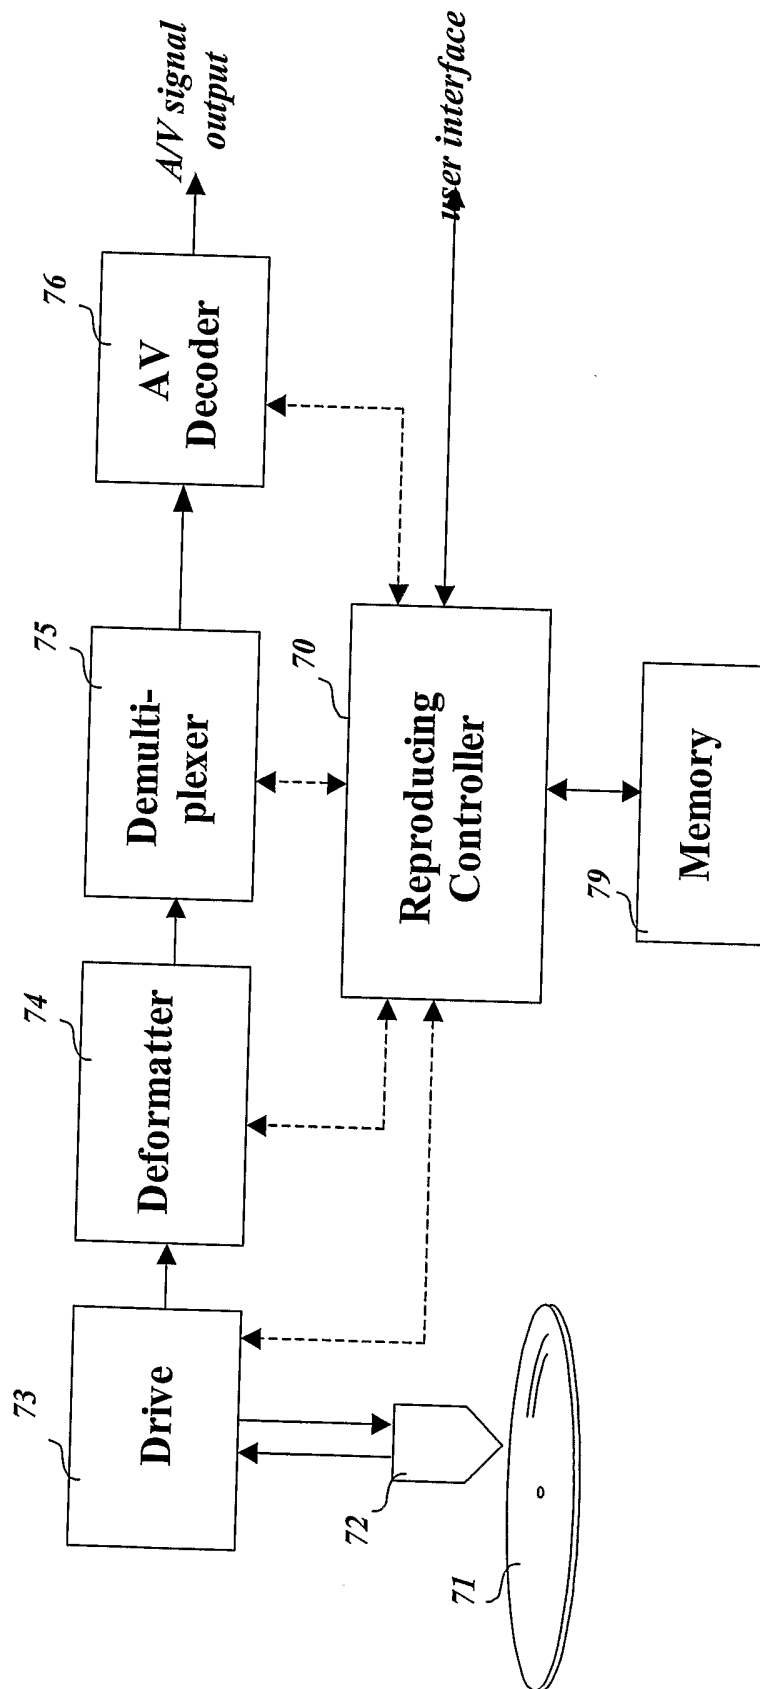 A/V signal
output
user interface
76
AV
Decoder
75
Demulti-
plexer
70
Reproducing
Controller
79
Memory
74
Deformatter
73
Drive
72
71